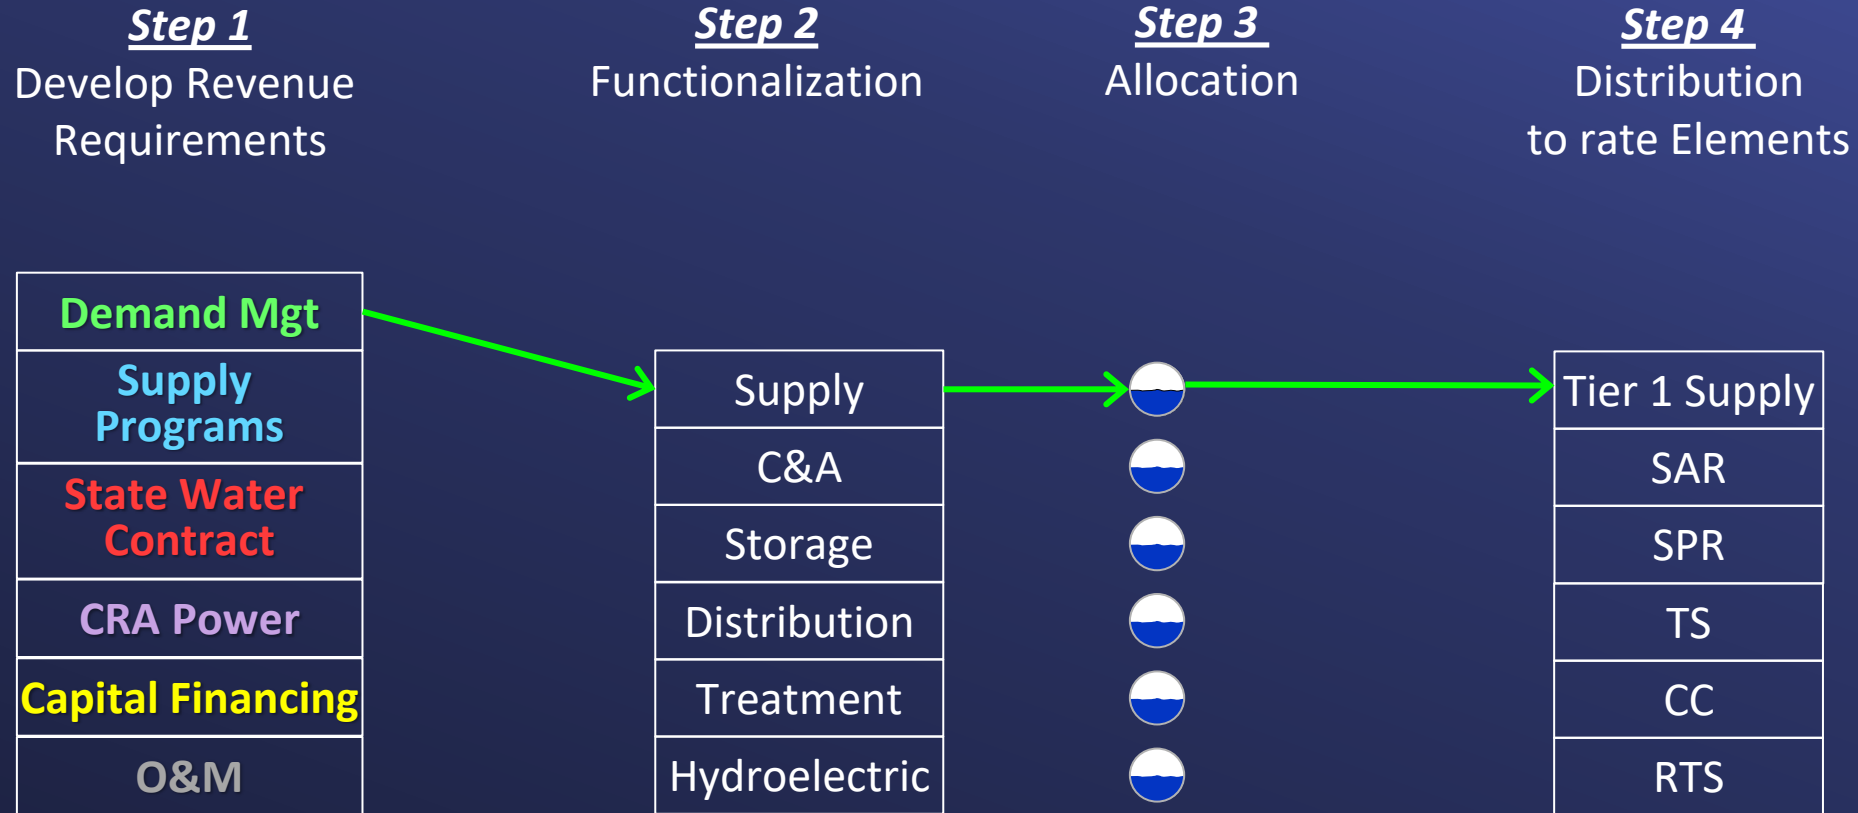 Step 1
Develop Revenue
Requirements
Step 2
Functionalization
Step 3
Allocation
Step 4
Distribution
to rate Elements
Demand Mgt
Supply
Programs
State Water
Contract
CRA Power
Capital Financing
O&M
Supply
C&A
Storage
Distribution
Treatment
Hydroelectric
Tier 1 Supply
SAR
SPR
TS
CC
RTS